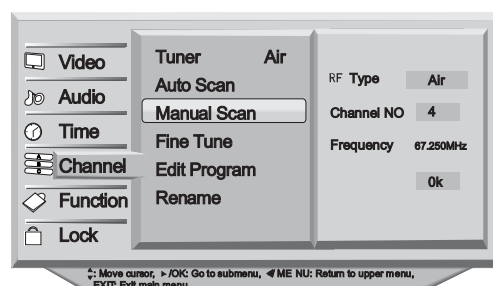 Video
Audio
Time
Channel
Function
Lock
Tuner Air
Auto Scan
Manual Scan
Fine Tune
Edit Program
Rename
RF Type Air
Channel NO 4
Frequency 67.250MHz
0k
: Move cursor, /OK: Go to submenu, /ME NU: Return to upper menu,
EXIT: Exit main menu